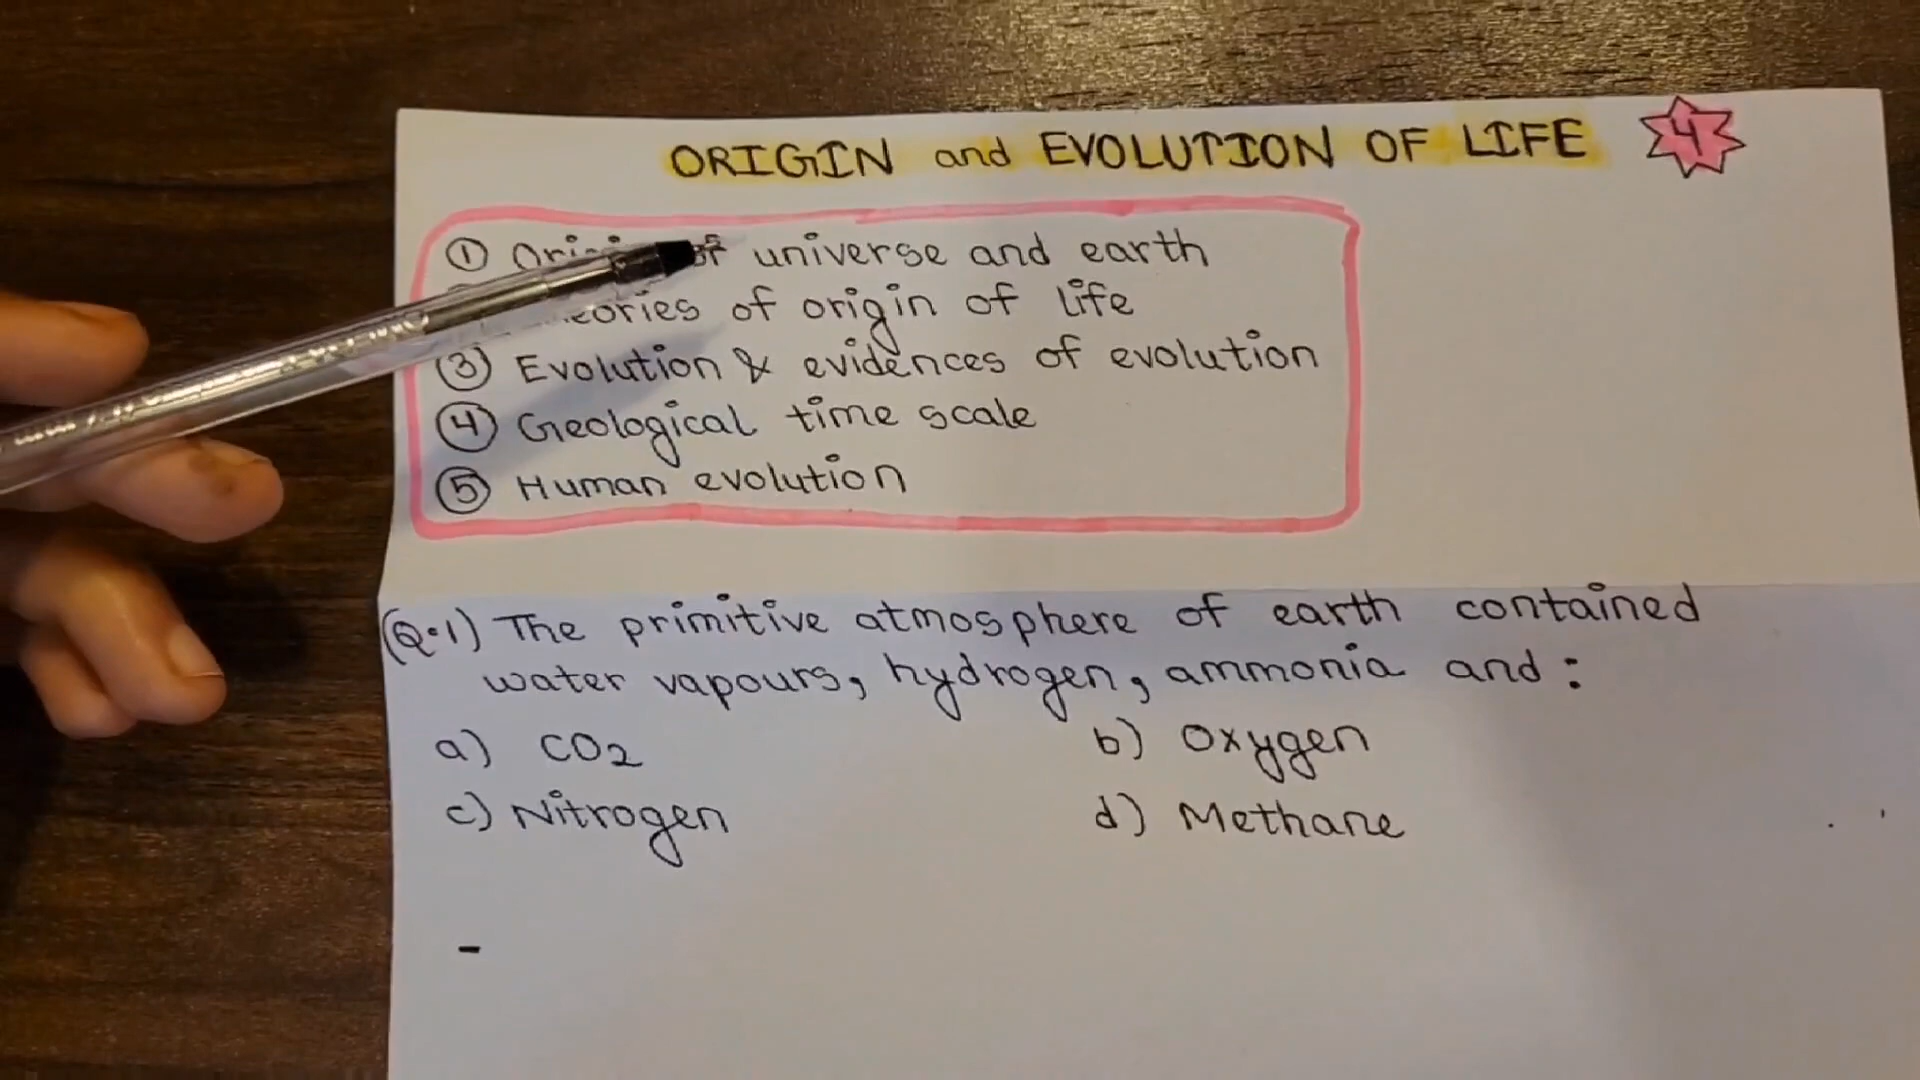 ORIGIN and EVOLUTION OF LIFE 4
① of universe and earth
of origin of life
③ Evolution & evidences of evolution
④ Geological time scale
⑤ Human evolution
(Q.1) The primitive atmosphere of earth contained
water vapours, hydrogen, ammonia and :
a) CO2 b) Oxygen
c) Nitrogen d) Methane
-